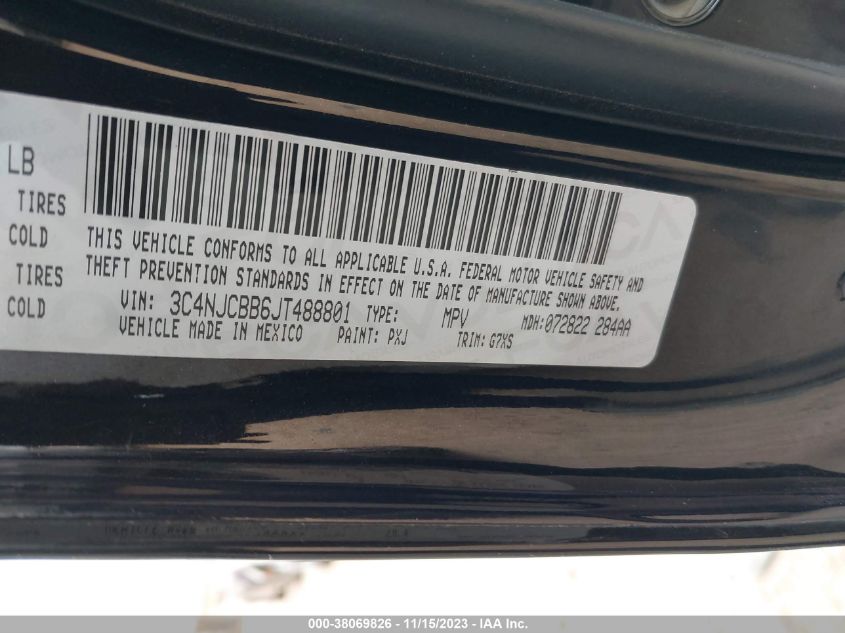 LB
TIRES
COLD
TIRES
COLD
THIS VEHICLE CONFORMS TO ALL APPLICABLE U.S.A. FEDERAL MOTOR VEHICLE SAFETY AND
THEFT PREVENTION STANDARDS IN EFFECT ON THE DATE OF MANUFACTURE SHOWN ABOVE.
VIN: 3C4NJCBB6JT488801 TYPE: MPV MDH:072822 284AA
VEHICLE MADE IN MEXICO PAINT: PXJ TRIM: G7XS
000-38069826 - 11/15/2023 - IAA Inc.